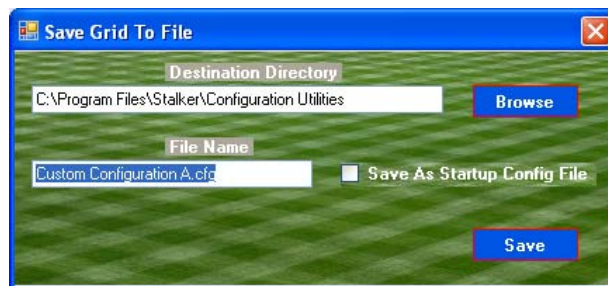 Save Grid To File
Destination Directory
C:\Program Files\Stalker\Configuration Utilities
Browse
File Name
Custom Configuration A.cfg
Save As Startup Config File
Save